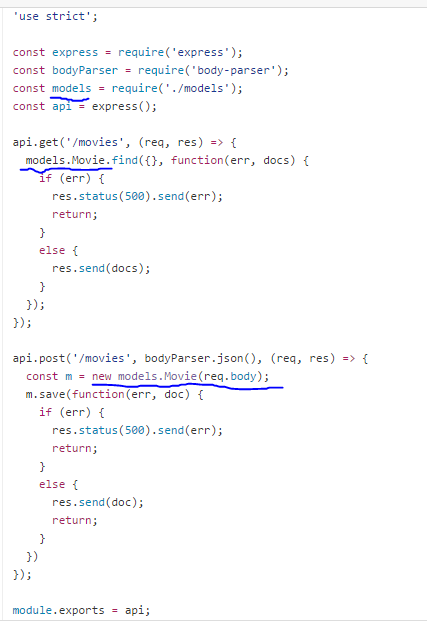 'use strict';
const express = require('express');
const bodyParser = require('body-parser');
const models = require('./models');
const api = express();
api.get('/movies', (req, res) => {
  models.Movie.find({}, function(err, docs) {
    if (err) {
      res.status(500).send(err);
      return;
    }
    else {
      res.send(docs);
    }
  });
});
api.post('/movies', bodyParser.json(), (req, res) => {
  const m = new models.Movie(req.body);
  m.save(function(err, doc) {
    if (err) {
      res.status(500).send(err);
      return;
    }
    else {
      res.send(doc);
      return;
    }
  })
});
module.exports = api;